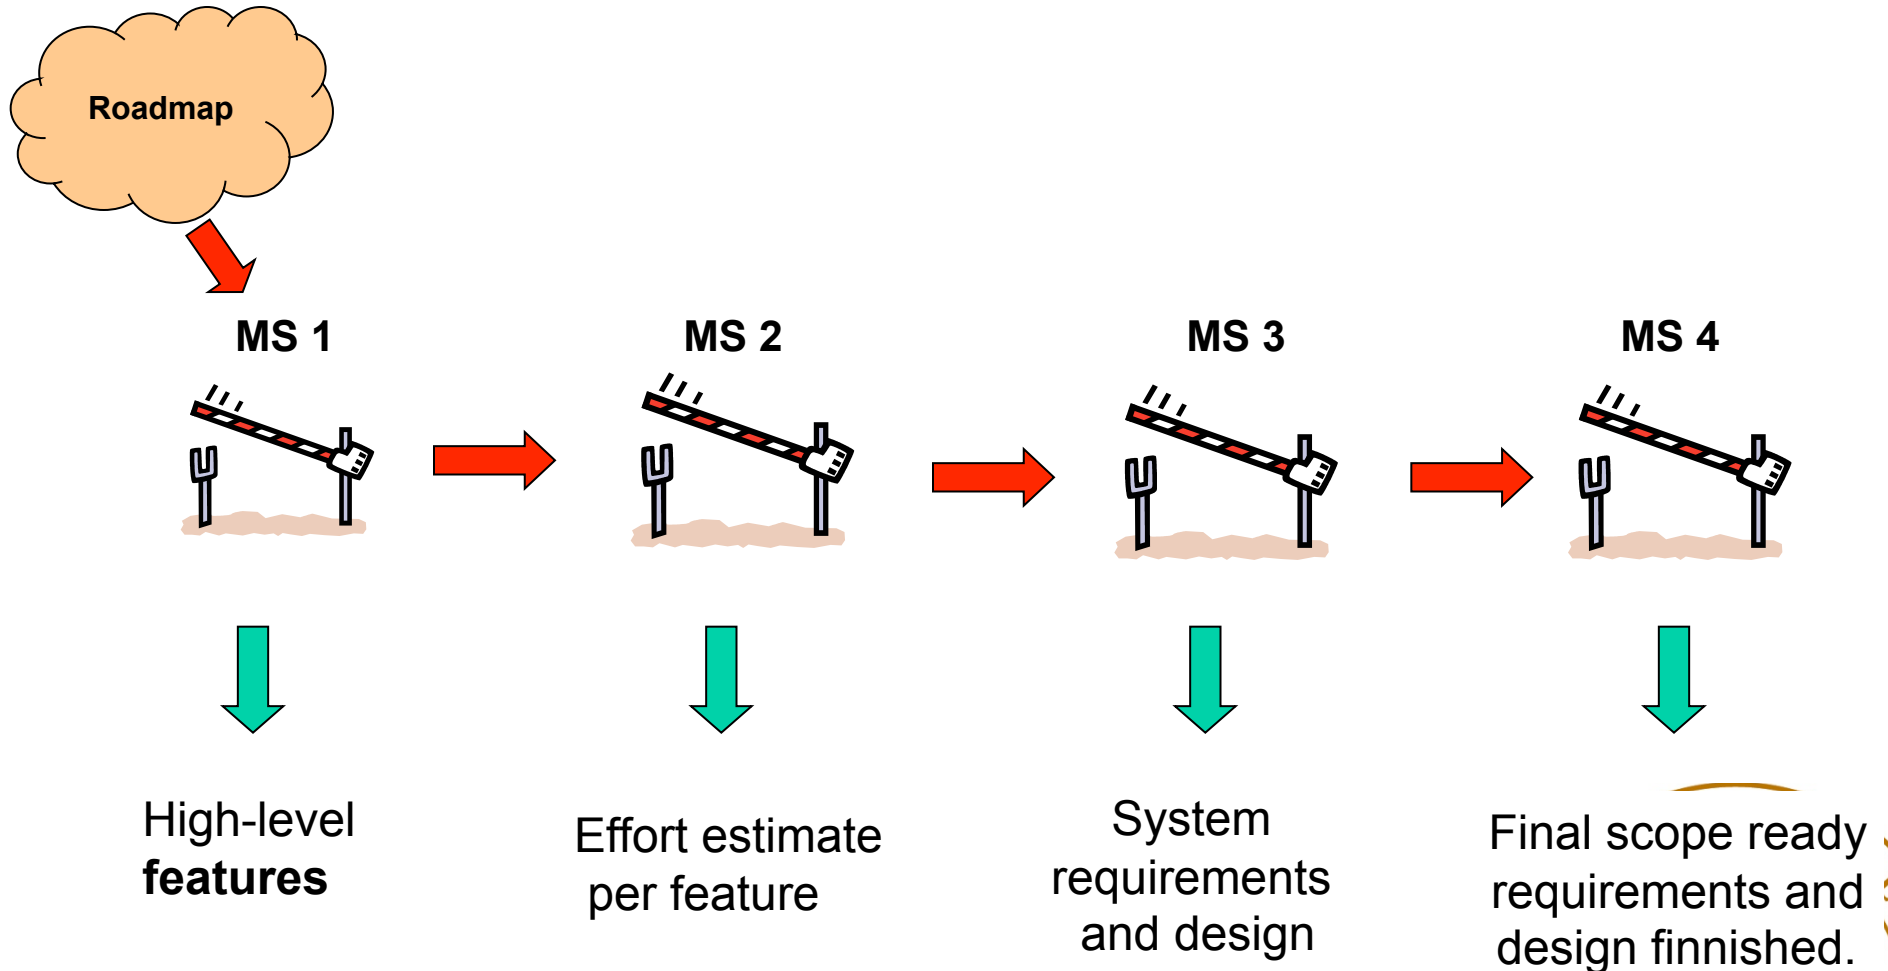 Roadmap
MS 1
MS 2
MS 3
MS 4
High-level
features
Effort estimate
per feature
System
requirements
and design
Final scope ready
requirements and
design finnished.